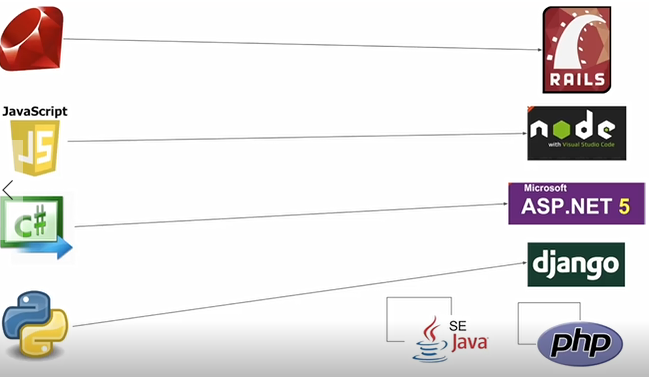 RAILS
JavaScript
JS
node
with Visual Studio Code
C#
Microsoft
ASP.NET 5
django
SE
Java
php